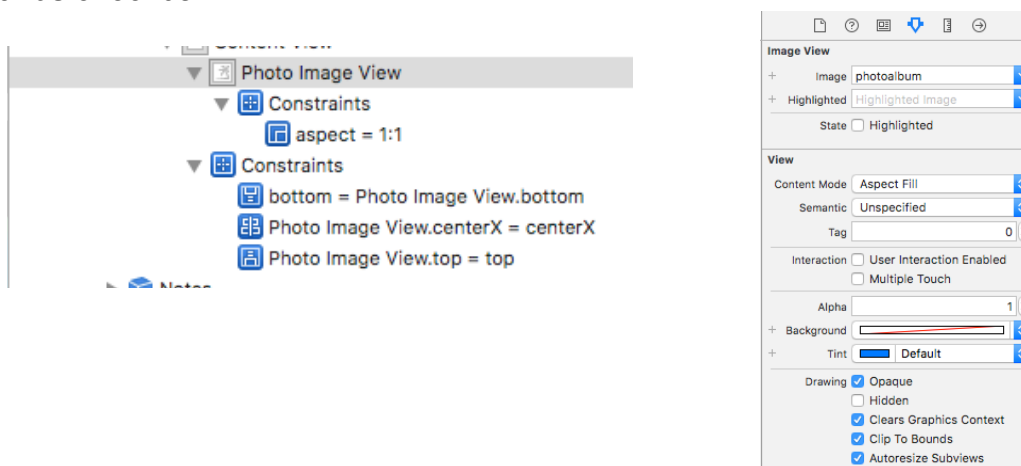 Photo Image View
Constraints
aspect = 1:1
Constraints
bottom = Photo Image View.bottom
Photo Image View.centerX = centerX
Photo Image View.top = top
Image View
+ Image photoalbum
+ Highlighted Highlighted Image
State Highlighted
View
Content Mode Aspect Fill
Semantic Unspecified
Tag 0
Interaction User Interaction Enabled
Multiple Touch
Alpha 1
+ Background
+ Tint Default
Drawing Opaque
Hidden
Clears Graphics Context
Clip To Bounds
Autoresize Subviews